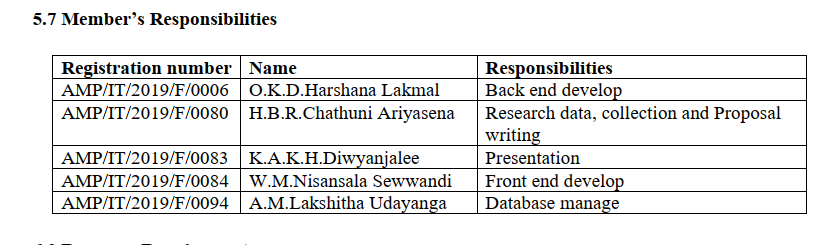 5.7 Member’s Responsibilities
Registration number Name Responsibilities
AMP/IT/2019/F/0006 O.K.D.Harshana Lakmal Back end develop
AMP/IT/2019/F/0080 H.B.R.Chathuni Ariyasena Research data, collection and Proposal
writing
AMP/IT/2019/F/0083 K.A.K.H.Diwyanjalee Presentation
AMP/IT/2019/F/0084 W.M.Nisansala Sewwandi Front end develop
AMP/IT/2019/F/0094 A.M.Lakshitha Udayanga Database manage